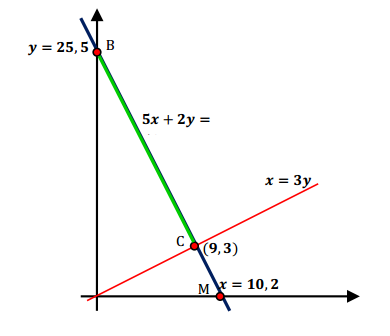 B
y = 25,5
5x + 2y =
x = 3y
C
(9,3)
M
x = 10,2